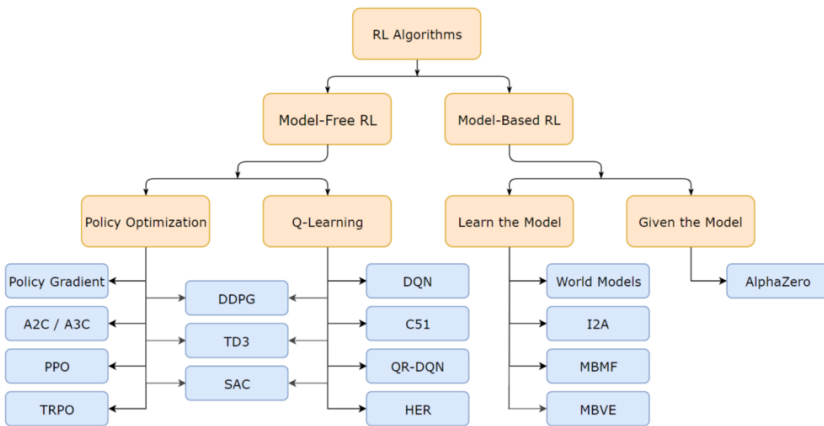 RL Algorithms
Model-Free RL
Model-Based RL
Policy Optimization
Q-Learning
Learn the Model
Given the Model
Policy Gradient
DDPG
DQN
World Models
AlphaZero
A2C / A3C
TD3
C51
I2A
PPO
SAC
QR-DQN
MBMF
TRPO
HER
MBVE